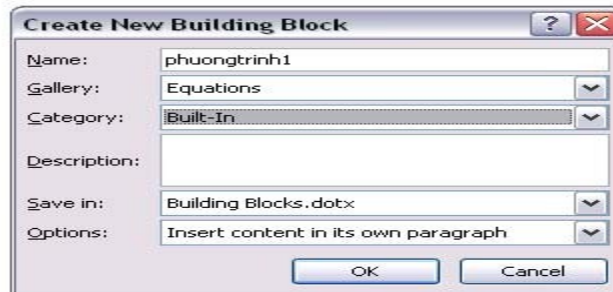 Create New Building Block
Name: phuongtrinh1
Gallery: Equations
Category: Built-In
Description:
Save in: Building Blocks.dotx
Options: Insert content in its own paragraph
OK Cancel